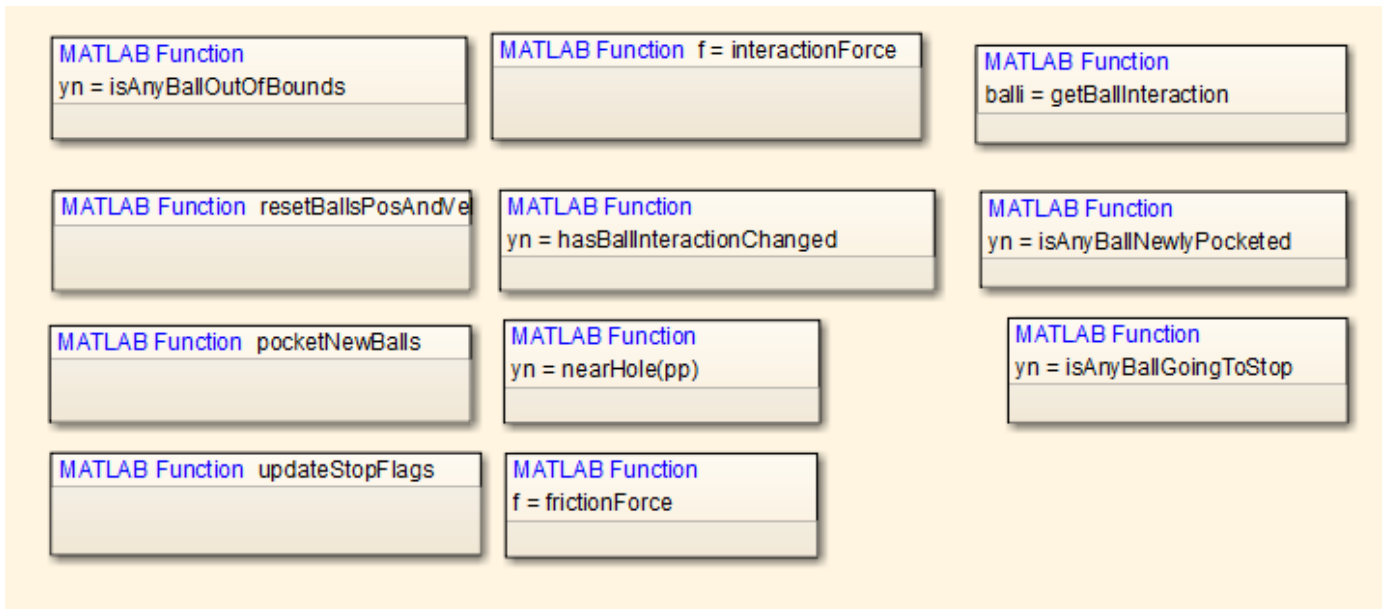 MATLAB Function
yn = isAnyBallOutOfBounds
MATLAB Function f = interactionForce
MATLAB Function
balli = getBallInteraction
MATLAB Function resetBallsPosAndVel
MATLAB Function
yn = hasBallInteractionChanged
MATLAB Function
yn = isAnyBallNewlyPocketed
MATLAB Function pocketNewBalls
MATLAB Function
yn = nearHole(pp)
MATLAB Function
yn = isAnyBallGoingToStop
MATLAB Function updateStopFlags
MATLAB Function
f = frictionForce